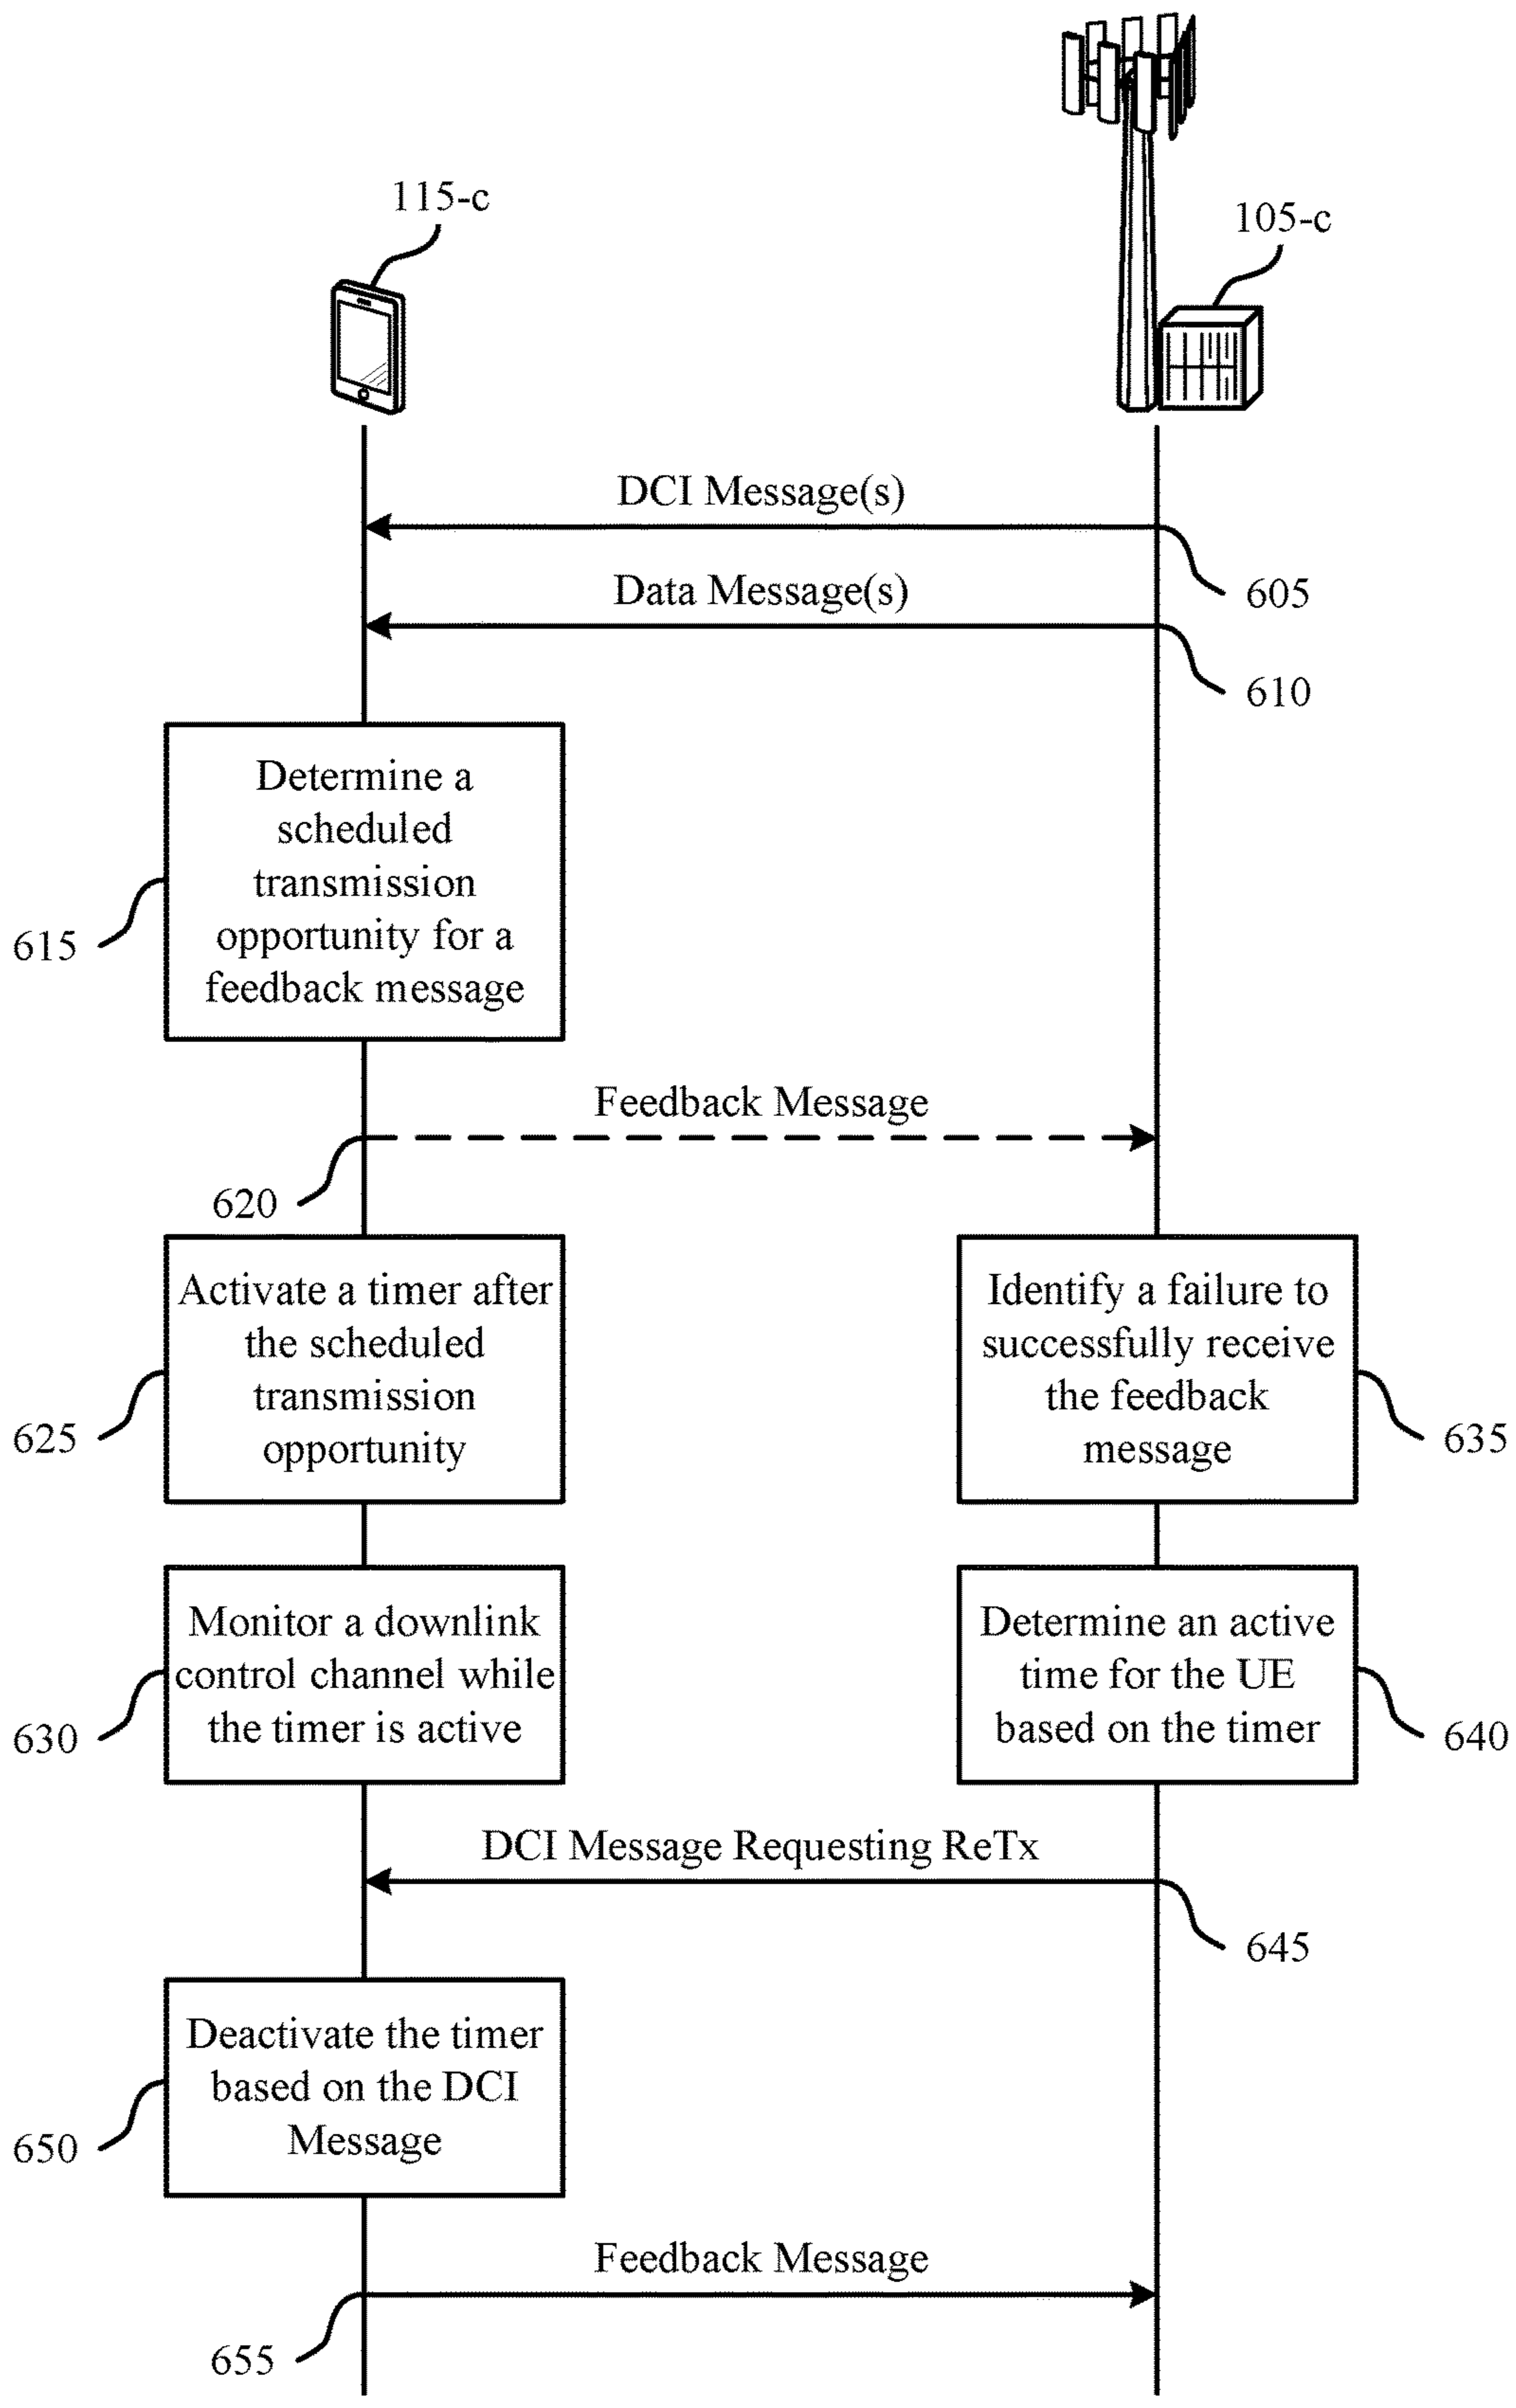 115-c
105-c
DCI Message(s)
605
Data Message(s)
610
Determine a
scheduled
transmission
opportunity for a
feedback message
615
Feedback Message
620
Activate a timer after
the scheduled
transmission
opportunity
625
Identify a failure to
successfully receive
the feedback
message
635
Monitor a downlink
control channel while
the timer is active
630
Determine an active
time for the UE
based on the timer
640
DCI Message Requesting ReTx
645
Deactivate the timer
based on the DCI
Message
650
Feedback Message
655